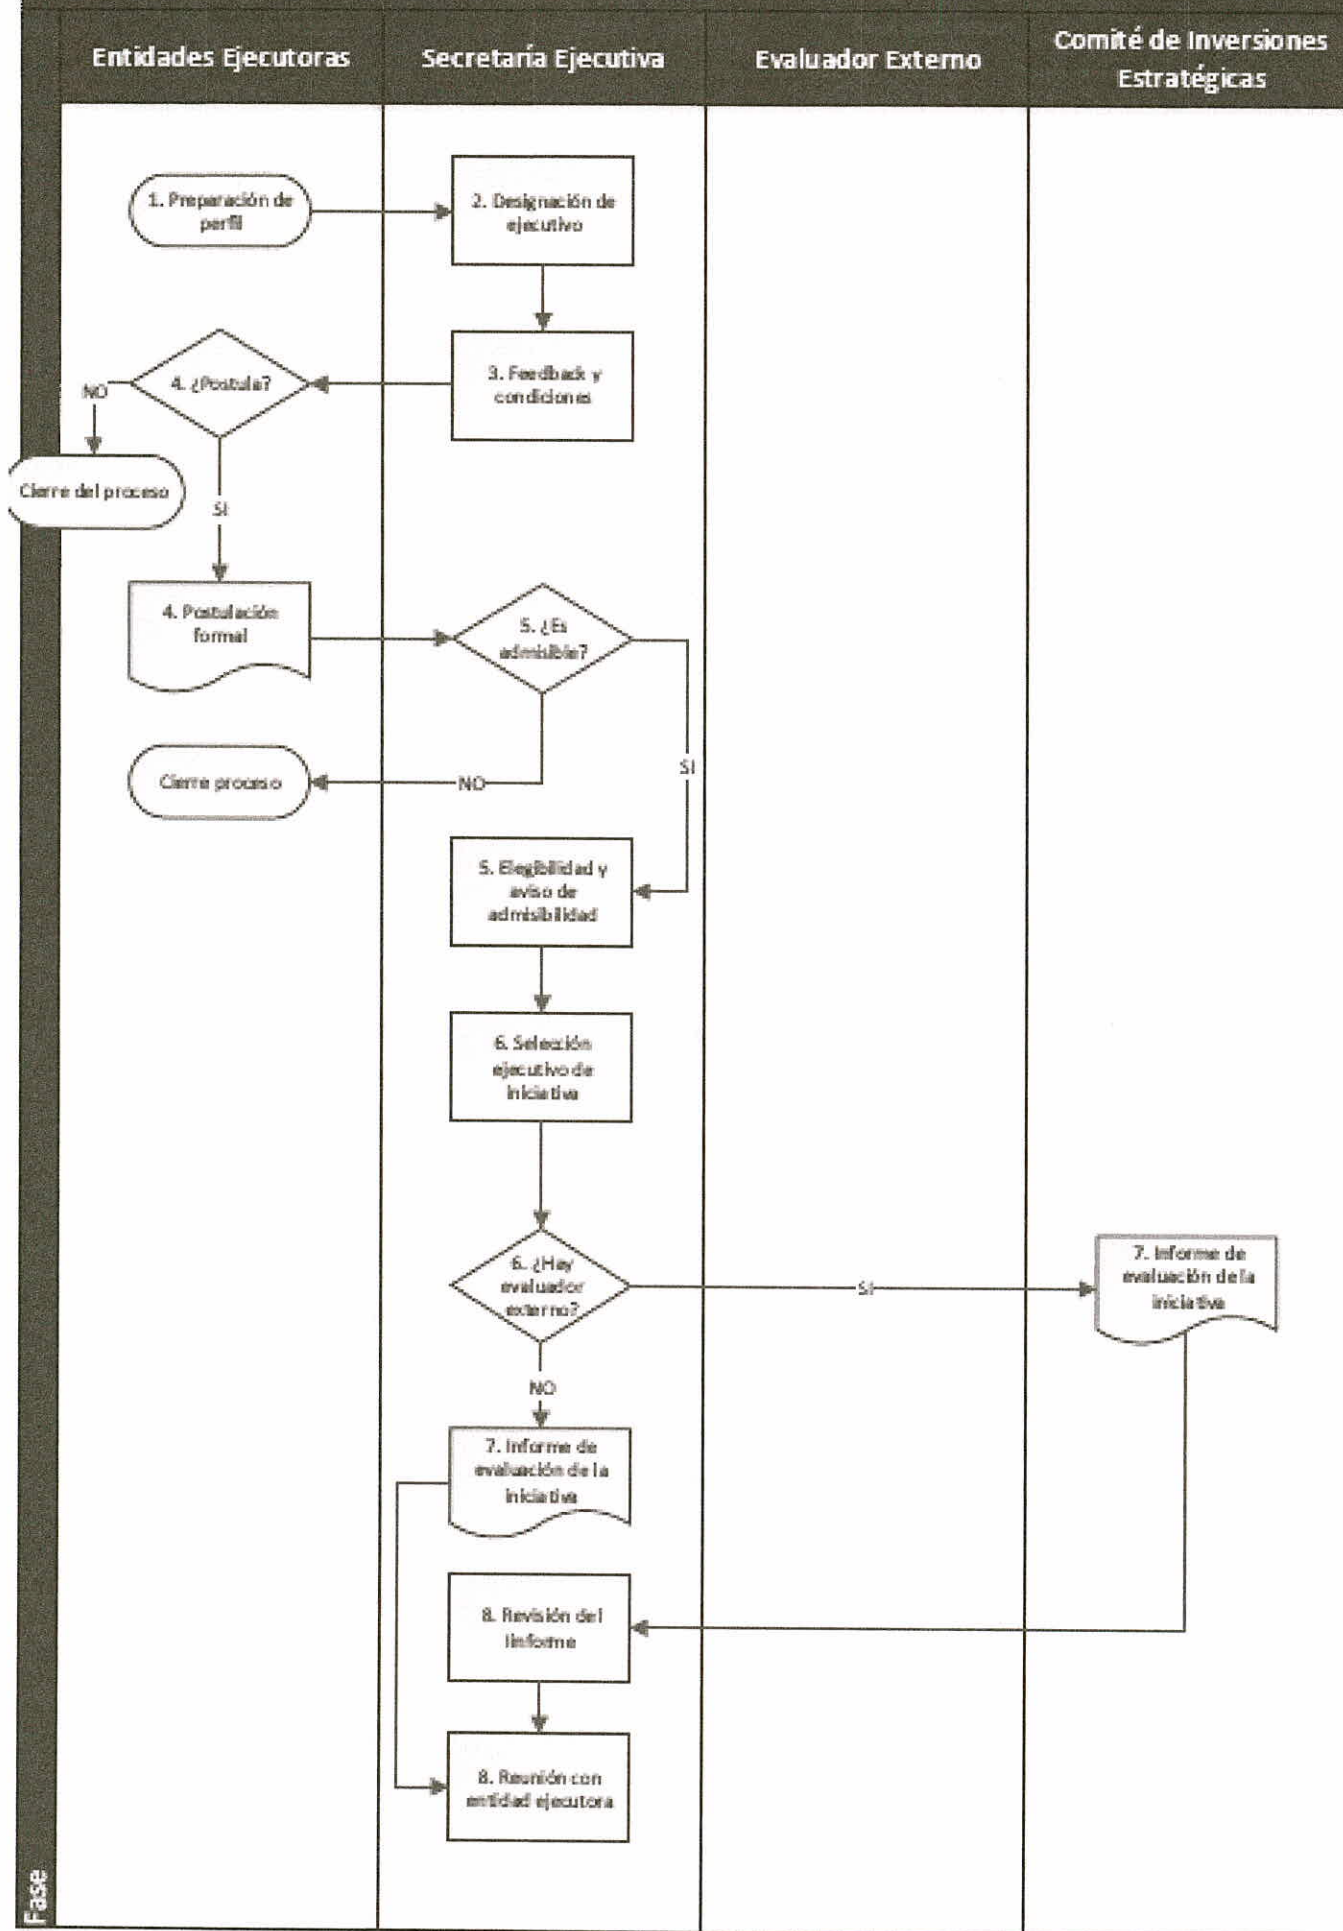 Entidades Ejecutoras
Secretaría Ejecutiva
Evaluador Externo
Comité de Inversiones
Estratégicas
1. Preparación de
perfil
2. Designación de
ejecutivo
3. Feedback y
condiciones
4. ¿Postula?
NO
Cierre del proceso
SI
4. Postulación
formal
5. ¿Es
admisible?
SI
NO
Cierre proceso
5. Elegibilidad y
aviso de
admisibilidad
6. Selección
ejecutivo de
iniciativa
6. ¿Hay
evaluador
externo?
SI
7. Informe de
evaluación de la
iniciativa
NO
7. Informe de
evaluación de la
iniciativa
8. Revisión del
Iinforme
8. Reunión con
entidad ejecutora
Fase